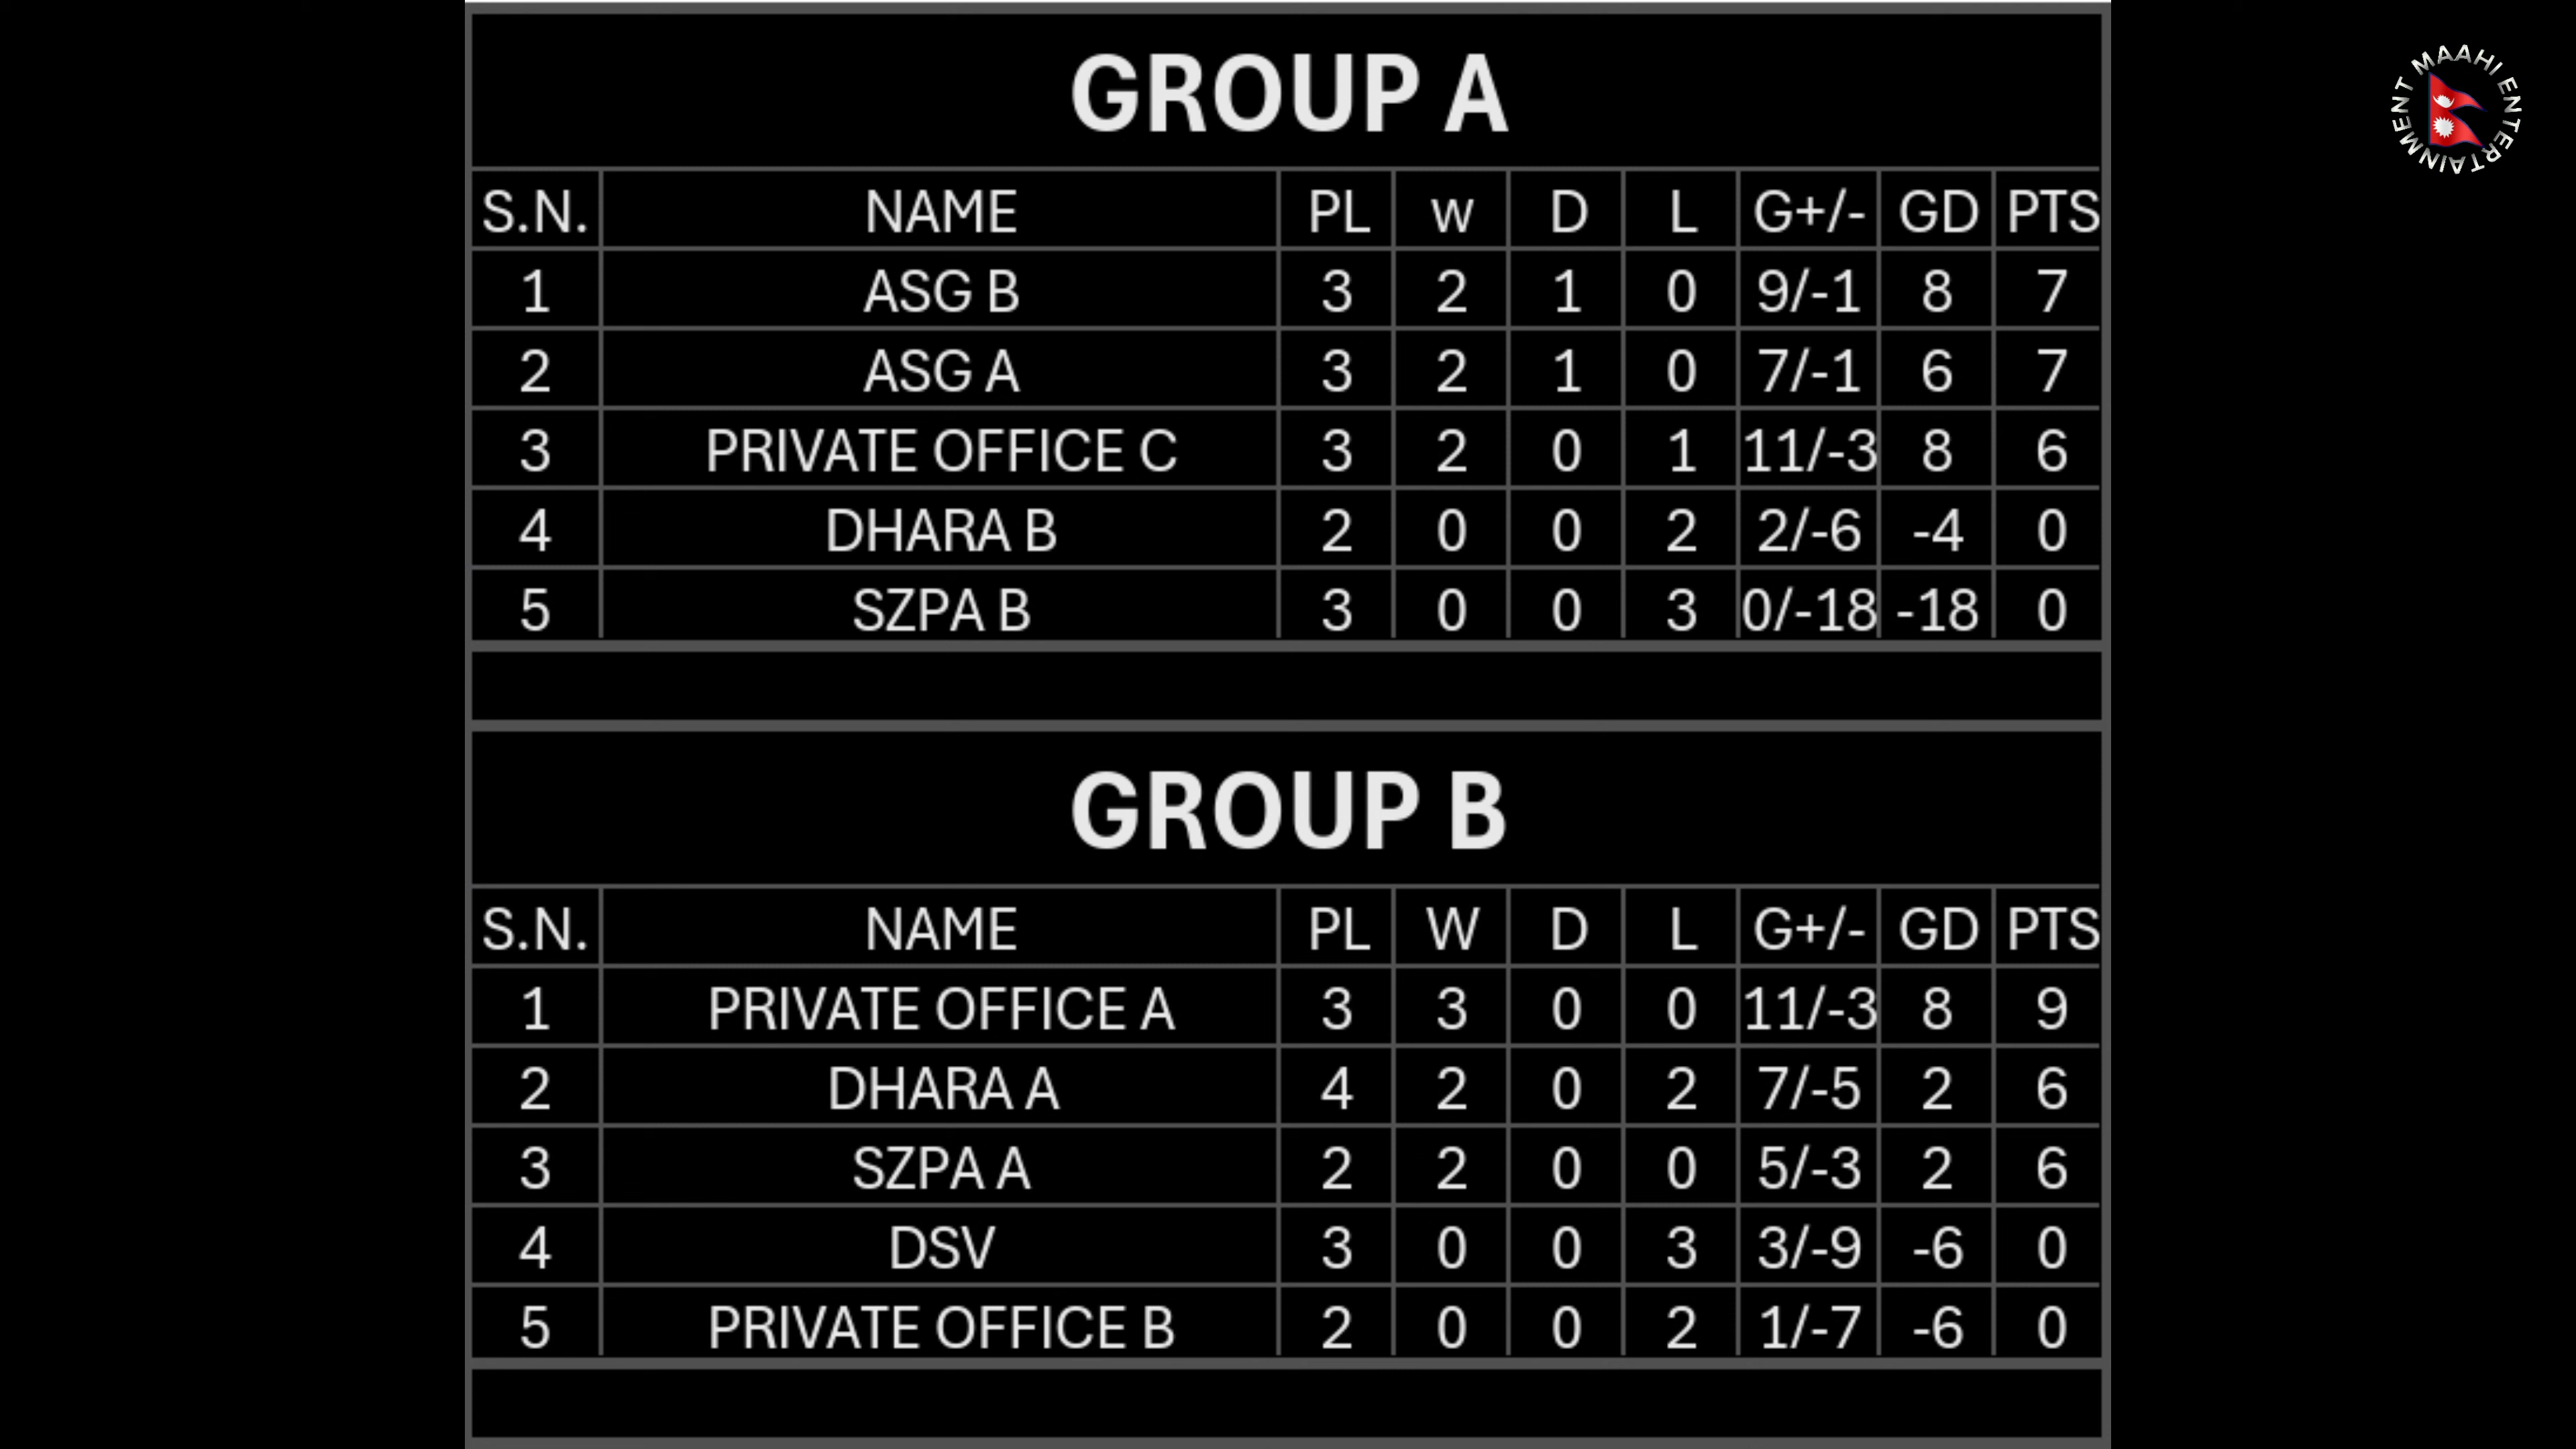 GROUP A
S.N. NAME PL w D L G+/- GD PTS
1 ASG B 3 2 1 0 9/-1 8 7
2 ASG A 3 2 1 0 7/-1 6 7
3 PRIVATE OFFICE C 3 2 0 1 11/-3 8 6
4 DHARA B 2 0 0 2 2/-6 -4 0
5 SZPA B 3 0 0 3 0/-18 -18 0
GROUP B
S.N. NAME PL W D L G+/- GD PTS
1 PRIVATE OFFICE A 3 3 0 0 11/-3 8 9
2 DHARA A 4 2 0 2 7/-5 2 6
3 SZPA A 2 2 0 0 5/-3 2 6
4 DSV 3 0 0 3 3/-9 -6 0
5 PRIVATE OFFICE B 2 0 0 2 1/-7 -6 0
MAAHI ENTERTAINMENT